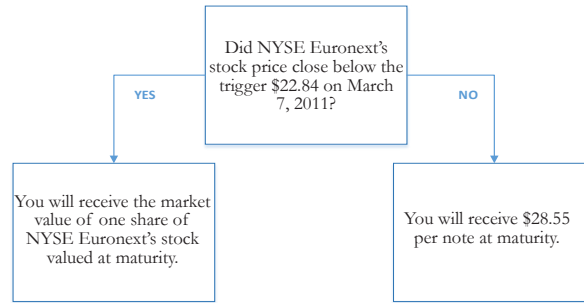 Did NYSE Euronext's
stock price close below the
trigger $22.84 on March
7, 2011?
YES
NO
You will receive the market
value of one share of
NYSE Euronext's stock
valued at maturity.
You will receive $28.55
per note at maturity.